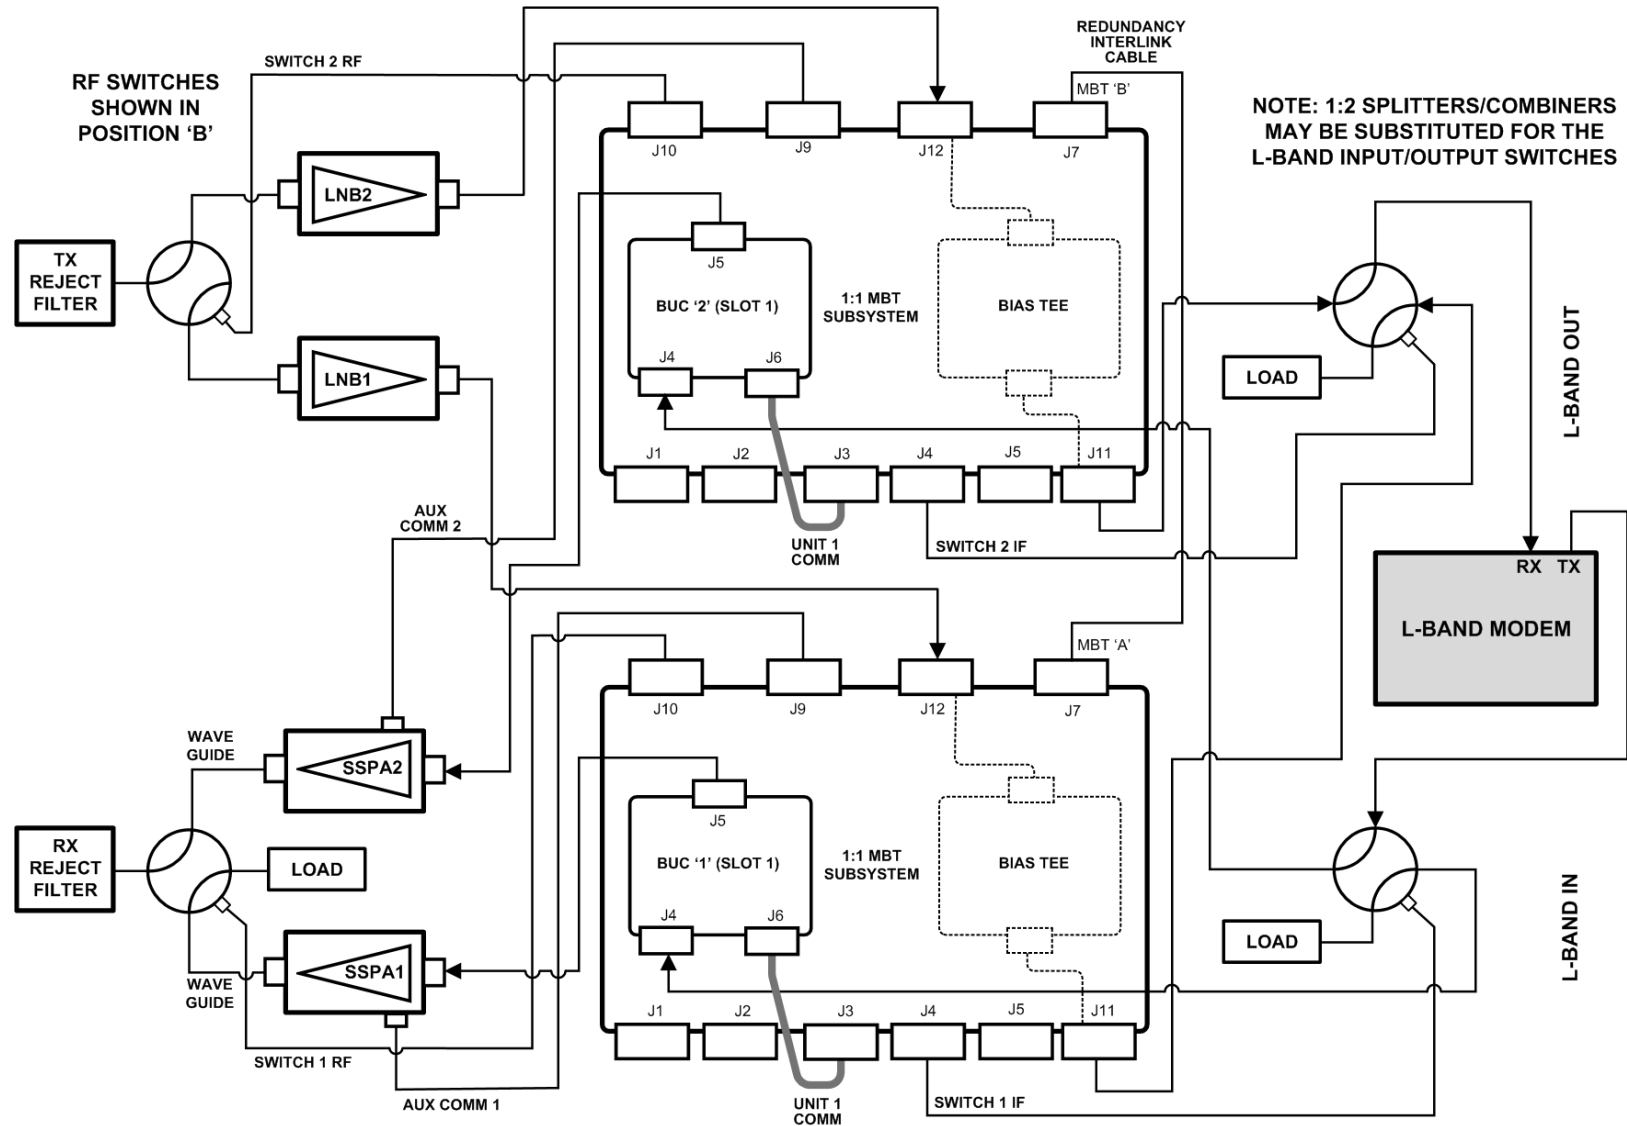 REDUNDANCY
INTERLINK
CABLE
SWITCH 2 RF
RF SWITCHES
SHOWN IN
POSITION ‘B’
MBT ‘B’
NOTE: 1:2 SPLITTERS/COMBINERS
MAY BE SUBSTITUTED FOR THE
L-BAND INPUT/OUTPUT SWITCHES
J10
J9
J12
J7
LNB2
TX
REJECT
FILTER
J5
BUC ‘2’ (SLOT 1)
1:1 MBT
SUBSYSTEM
BIAS TEE
J4
J6
LNB1
LOAD
L-BAND OUT
J1
J2
J3
J4
J5
J11
AUX
COMM 2
UNIT 1
COMM
SWITCH 2 IF
RX
TX
L-BAND MODEM
MBT ‘A’
J10
J9
J12
J7
WAVE
GUIDE
SSPA2
J5
RX
REJECT
FILTER
LOAD
BUC ‘1’ (SLOT 1)
1:1 MBT
SUBSYSTEM
BIAS TEE
J4
J6
LOAD
L-BAND IN
SSPA1
WAVE
GUIDE
J1
J2
J3
J4
J5
J11
SWITCH 1 RF
AUX COMM 1
UNIT 1
COMM
SWITCH 1 IF